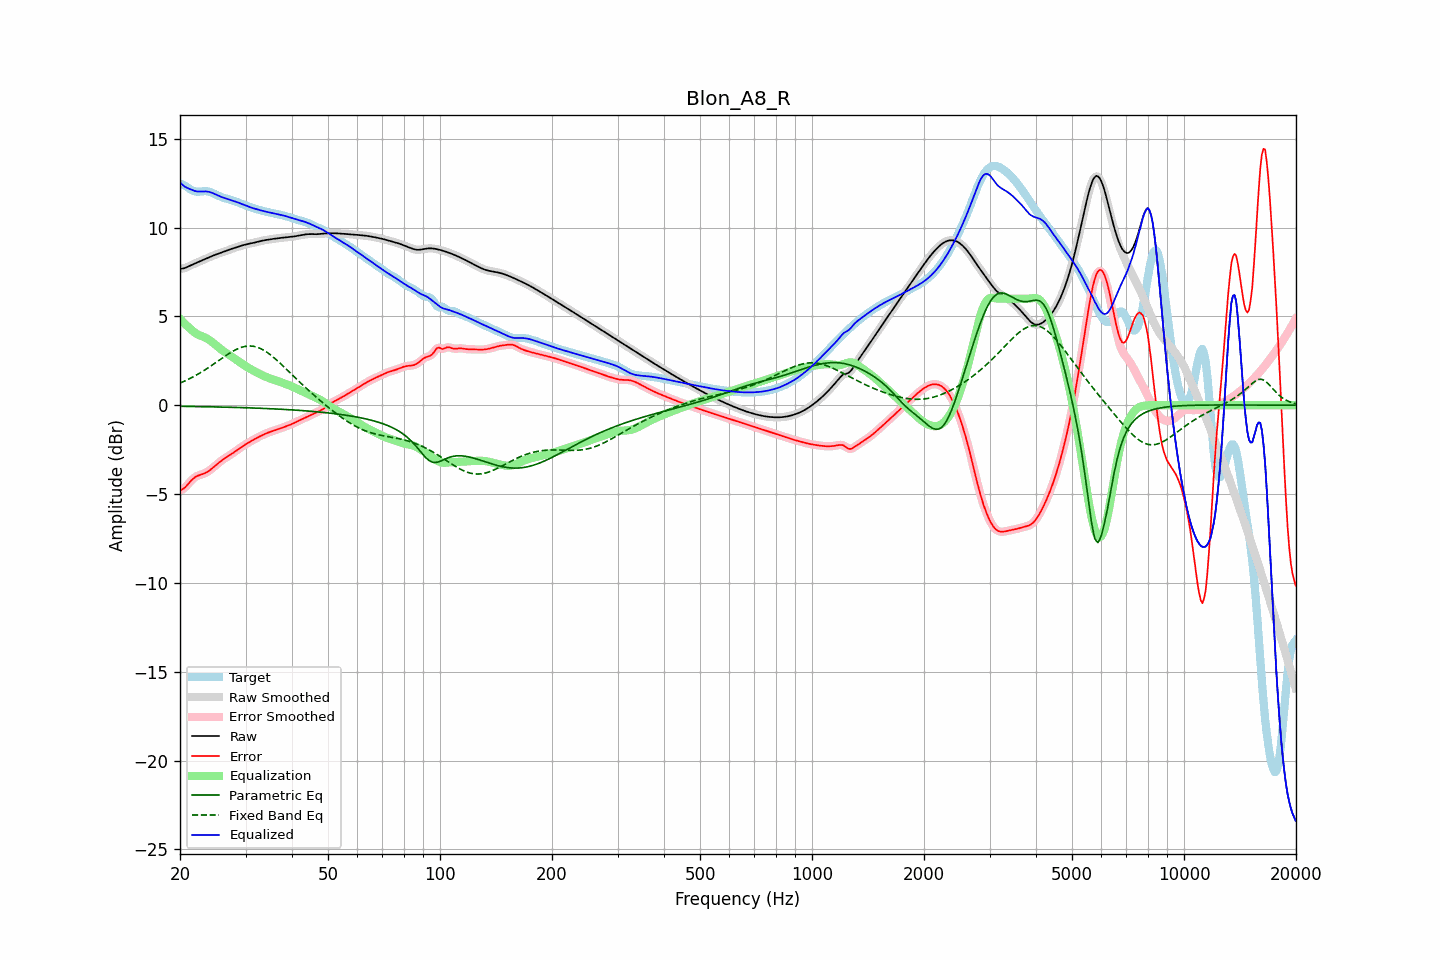 Blon_A8_R
15
10
5
0
−5
−10
−15
−20
−25
Amplitude (dBr)
Target
Raw Smoothed
Error Smoothed
Raw
Error
Equalization
Parametric Eq
Fixed Band Eq
Equalized
20 50 100 200 500 1000 2000 5000 10000 20000
Frequency (Hz)